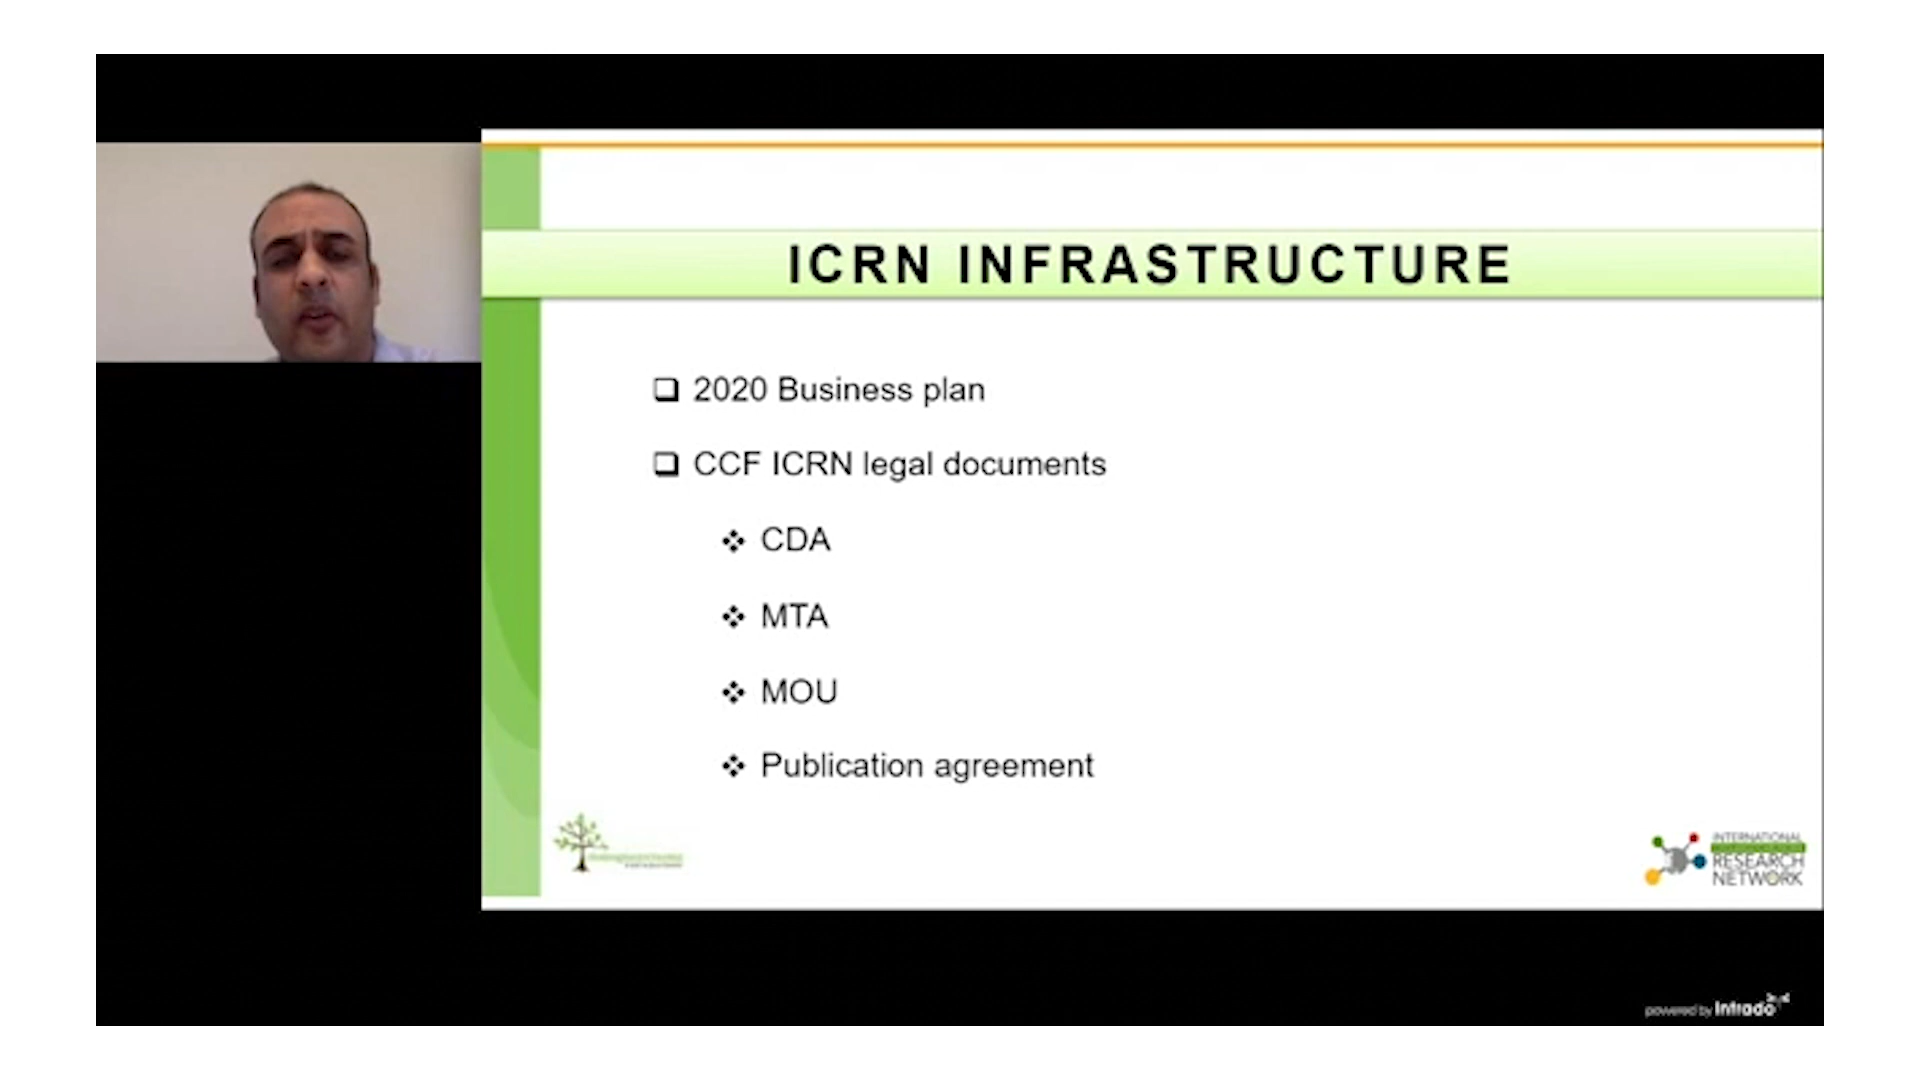 ICRN INFRASTRUCTURE
2020 Business plan
CCF ICRN legal documents
CDA
MTA
MOU
Publication agreement
INTERNATIONAL
RESEARCH
NETWORK
powered by intrado